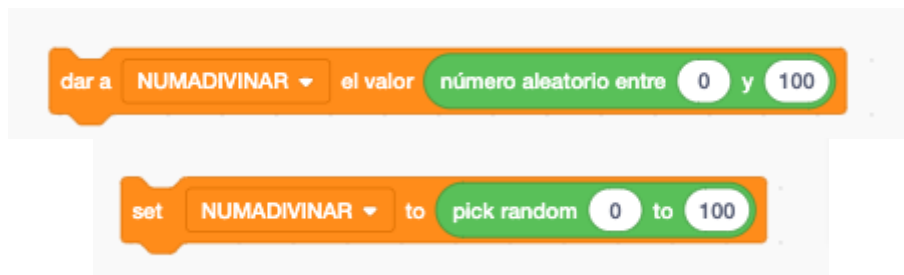 dar a NUMADIVINAR el valor número aleatorio entre 0 y 100
set NUMADIVINAR to pick random 0 to 100